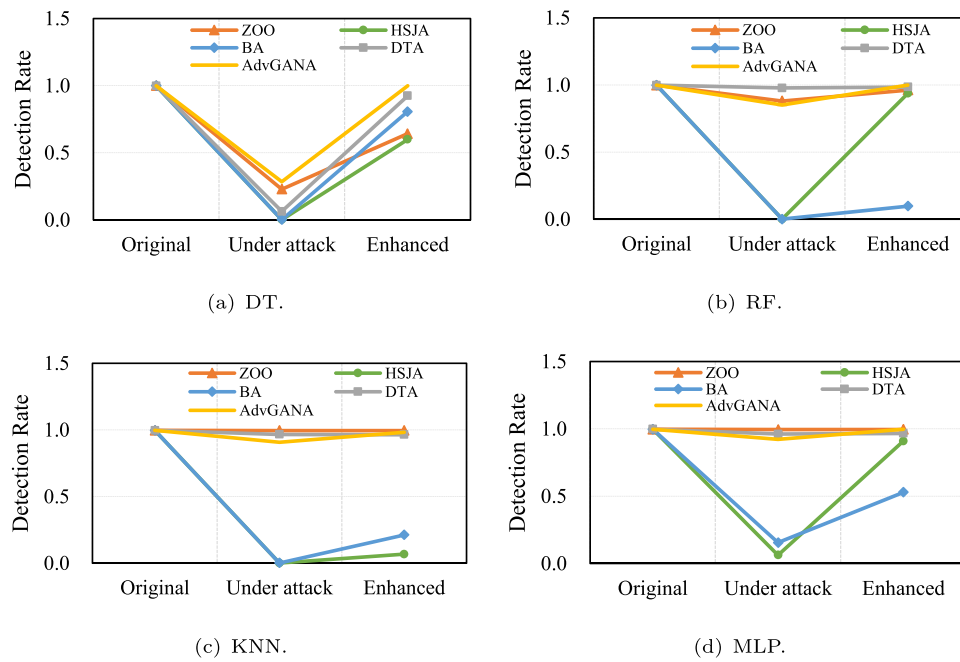 1.5
ZOO HSJA
BA DTA
AdvGANA
1.0
0.5
0.0
Detection Rate
Original Under attack Enhanced
(a) DT.
1.5
ZOO HSJA
BA DTA
AdvGANA
1.0
0.5
0.0
Detection Rate
Original Under attack Enhanced
(b) RF.
1.5
ZOO HSJA
BA DTA
AdvGANA
1.0
0.5
0.0
Detection Rate
Original Under attack Enhanced
(c) KNN.
1.5
ZOO HSJA
BA DTA
AdvGANA
1.0
0.5
0.0
Detection Rate
Original Under attack Enhanced
(d) MLP.